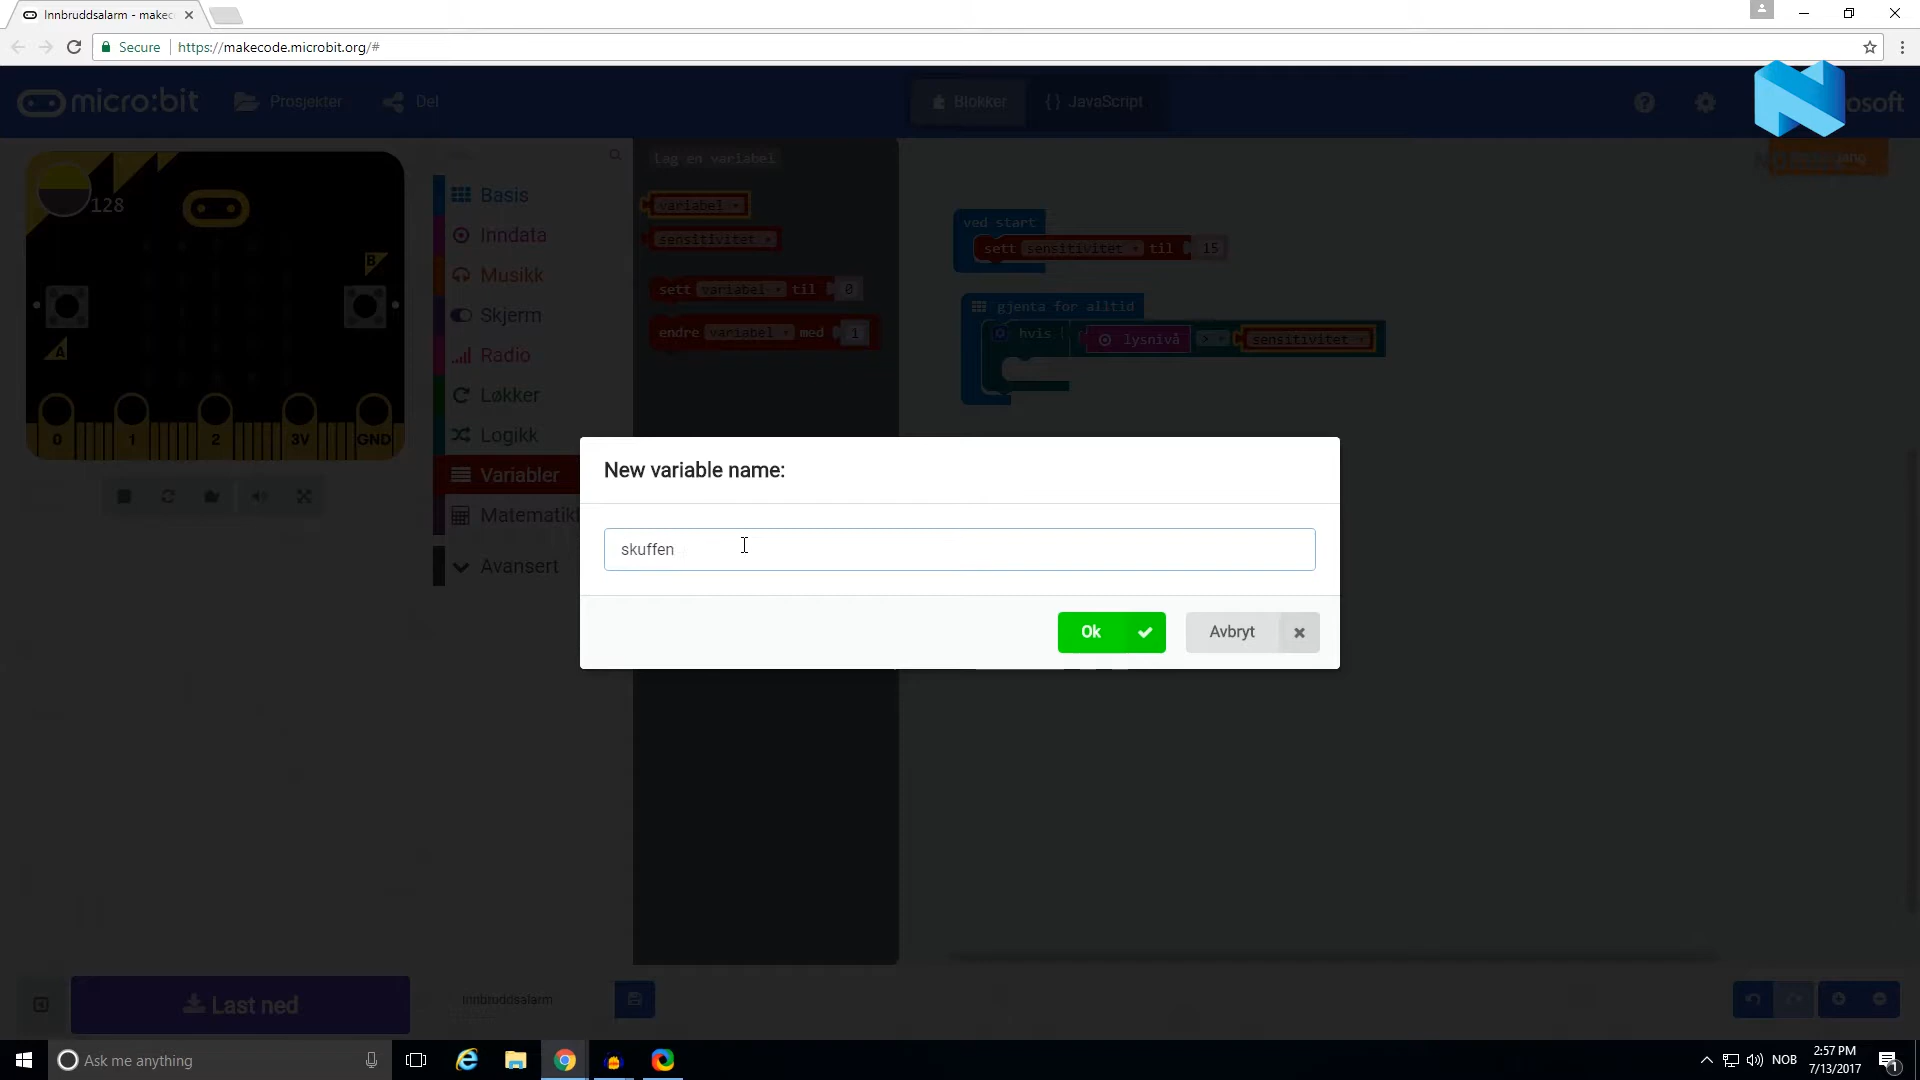 Innbruddsalarm - makec
Secure
https://makecode.microbit.org/#
micro:bit
Prosjekter
Del
Blokker
{} JavaScript
osoft
128
B
A
0
1
2
3V
GND
Basis
Inndata
Musikk
Skjerm
Radio
Løkker
Logikk
Variabler
Matematikk
Avansert
Lag en variabel
variabel
sensitivitet
sett variabel til 0
endre variabel med 1
ved start
sett sensitivitet til 15
gjenta for alltid
hvis lysnivå > sensitivitet
New variable name:
skuffen
Ok
Avbryt
Last ned
Innbruddsalarm
Ask me anything
NOB
2:57 PM
7/13/2017
1